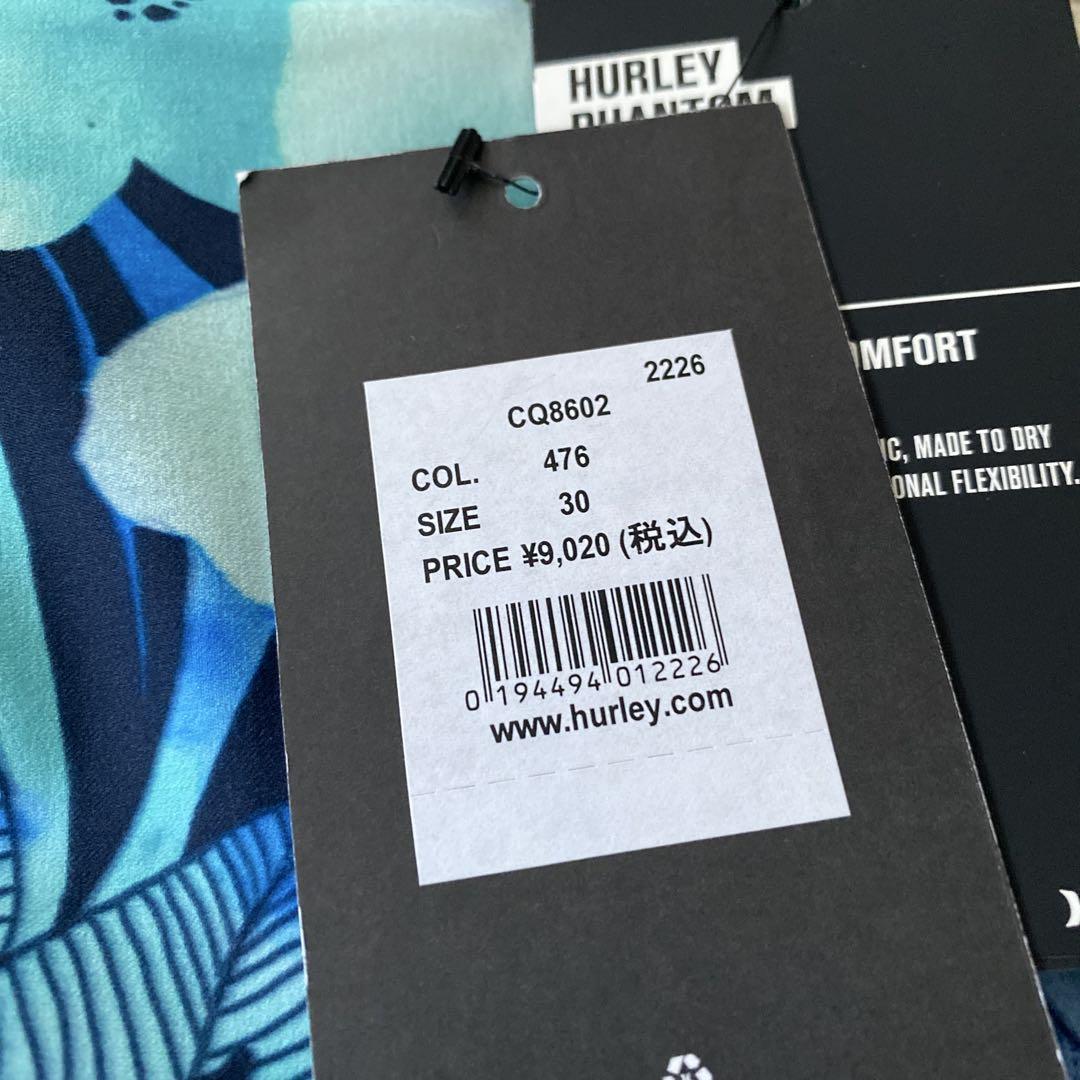 HURLEY
PHANTOM
OMFORT
IC, MADE TO DRY
ONAL FLEXIBILITY.
2226
CQ8602
COL. 476
SIZE 30
PRICE ¥9,020 (税込)
0 194494 012226
www.hurley.com